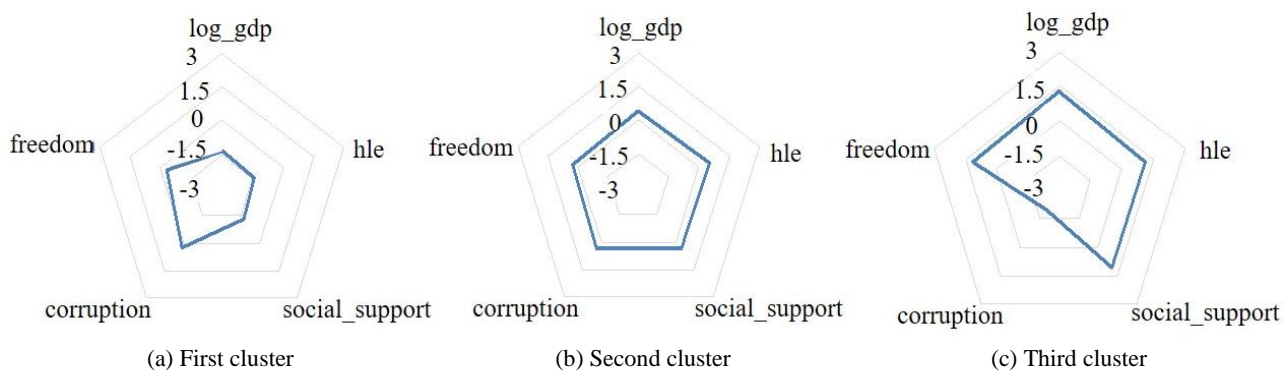 log_gdp
3
1.5
0
-1.5
-3
freedom
hle
corruption
social_support
(a) First cluster
log_gdp
3
1.5
0
-1.5
-3
freedom
hle
corruption
social_support
(b) Second cluster
log_gdp
3
1.5
0
-1.5
-3
freedom
hle
corruption
social_support
(c) Third cluster